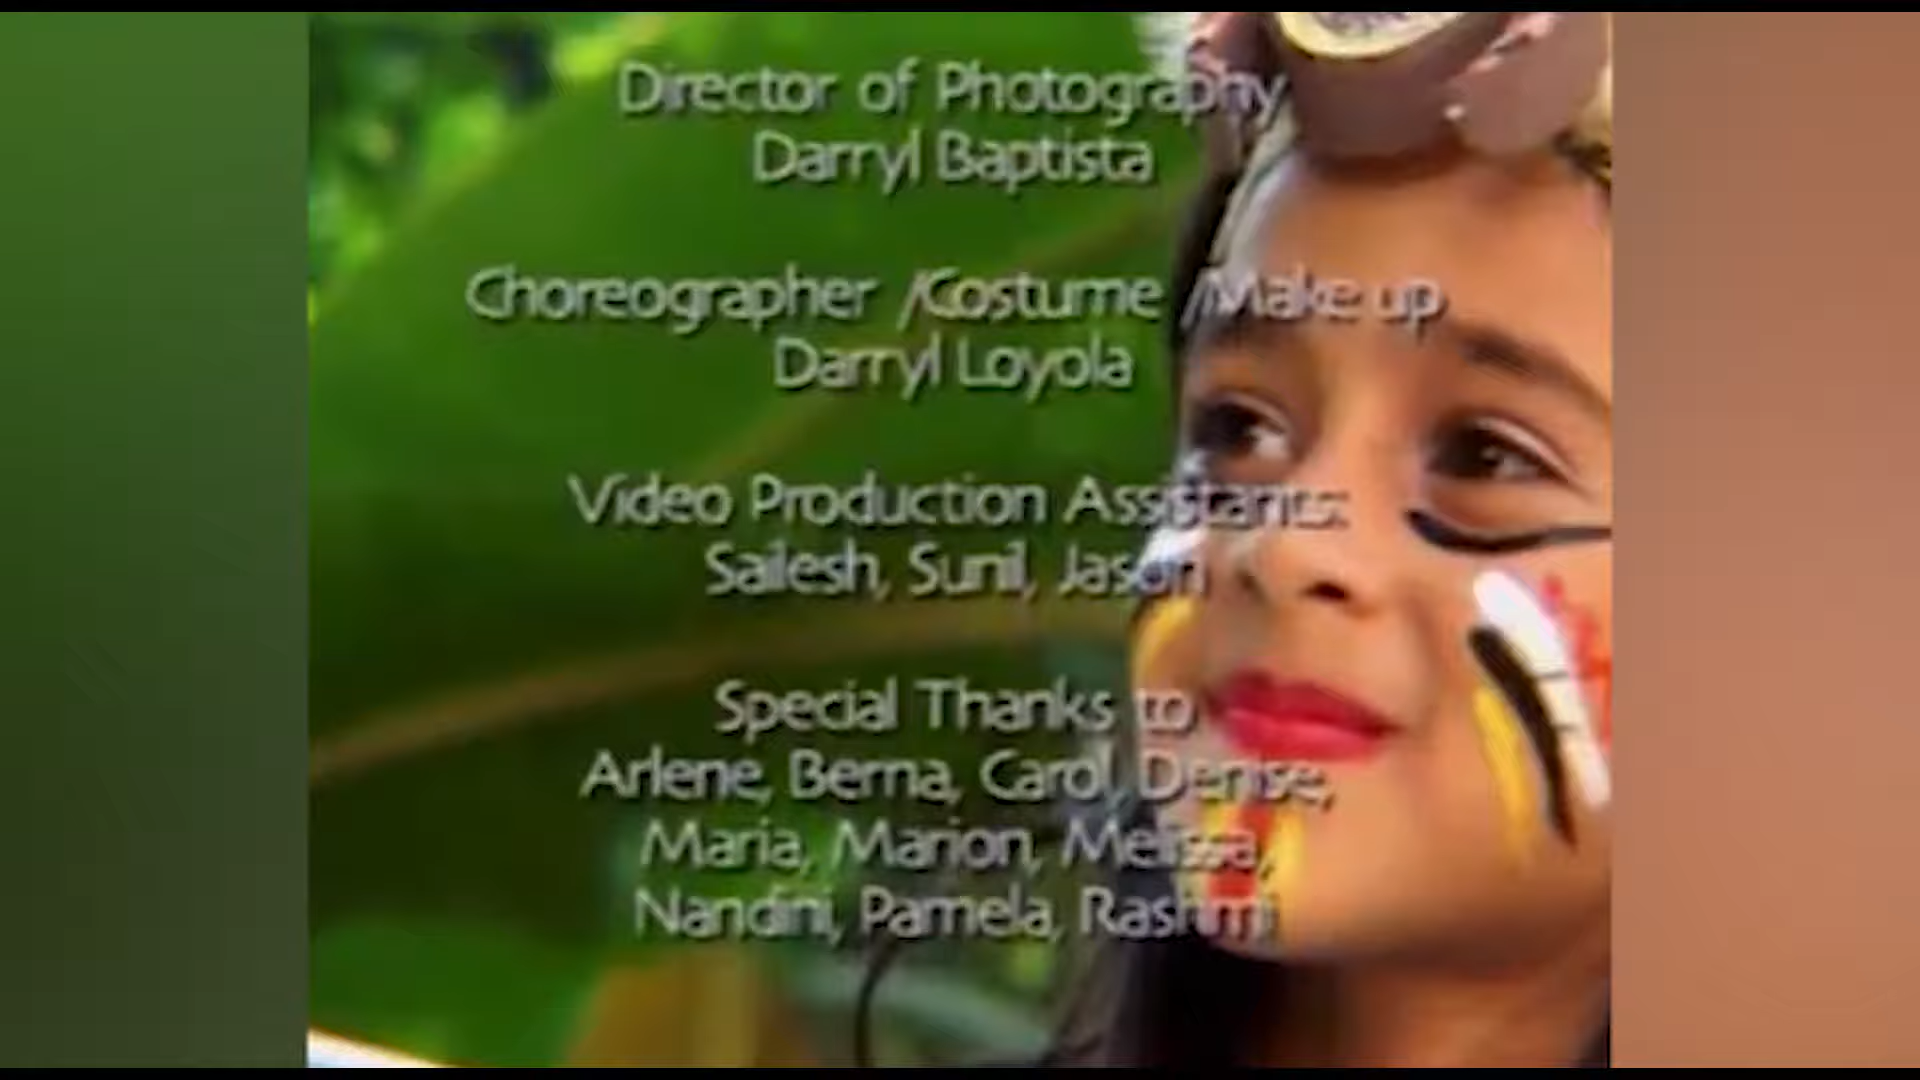 Director of Photography
Darryl Baptista
Choreographer /Costume /Make up
Darryl Loyola
Video Production Assistants:
Sailesh, Sunil, Jason
Special Thanks to
Arlene, Berna, Carol, Denise,
Maria, Marion, Melissa,
Nandini, Pamela, Rashmi